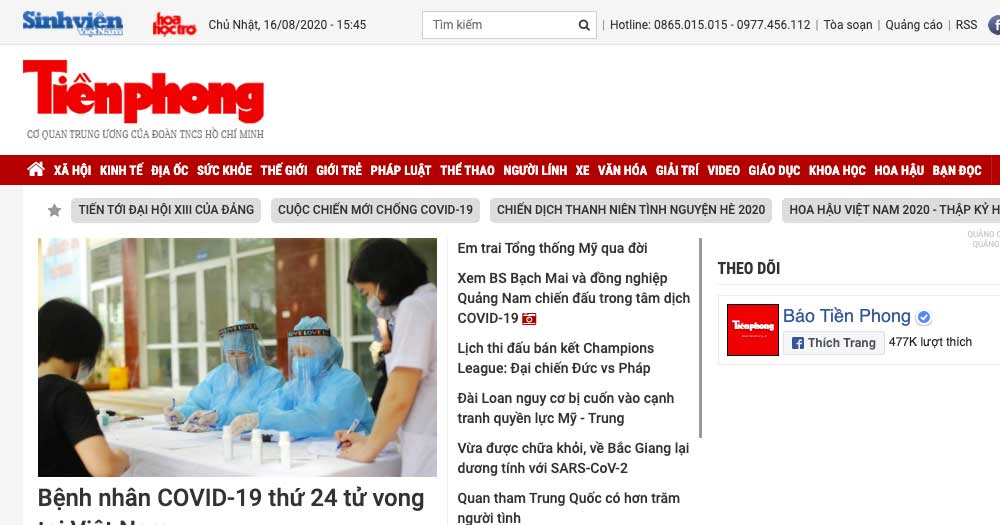 Sinhviên
VIỆTNAM
hoa
học trò
Chủ Nhật, 16/08/2020 - 15:45
Tìm kiếm
| Hotline: 0865.015.015 - 0977.456.112 | Tòa soạn | Quảng cáo | RSS
Tiềnphong
CƠ QUAN TRUNG ƯƠNG CỦA ĐOÀN TNCS HỒ CHÍ MINH
XÃ HỘI KINH TẾ ĐỊA ỐC SỨC KHỎE THẾ GIỚI GIỚI TRẺ PHÁP LUẬT THỂ THAO NGƯỜI LÍNH XE VĂN HÓA GIẢI TRÍ VIDEO GIÁO DỤC KHOA HỌC HOA HẬU BẠN ĐỌC
TIẾN TỚI ĐẠI HỘI XIII CỦA ĐẢNG
CUỘC CHIẾN MỚI CHỐNG COVID-19
CHIẾN DỊCH THANH NIÊN TÌNH NGUYỆN HÈ 2020
HOA HẬU VIỆT NAM 2020 - THẬP KỶ H
QUẢNG C
QUẢNG
Bệnh nhân COVID-19 thứ 24 tử vong
tại Việt Nam
Em trai Tổng thống Mỹ qua đời
Xem BS Bạch Mai và đồng nghiệp
Quảng Nam chiến đấu trong tâm dịch
COVID-19
Lịch thi đấu bán kết Champions
League: Đại chiến Đức vs Pháp
Đài Loan nguy cơ bị cuốn vào cạnh
tranh quyền lực Mỹ - Trung
Vừa được chữa khỏi, về Bắc Giang lại
dương tính với SARS-CoV-2
Quan tham Trung Quốc có hơn trăm
người tình
THEO DÕI
Tiềnphong
Báo Tiền Phong
Thích Trang
477K lượt thích